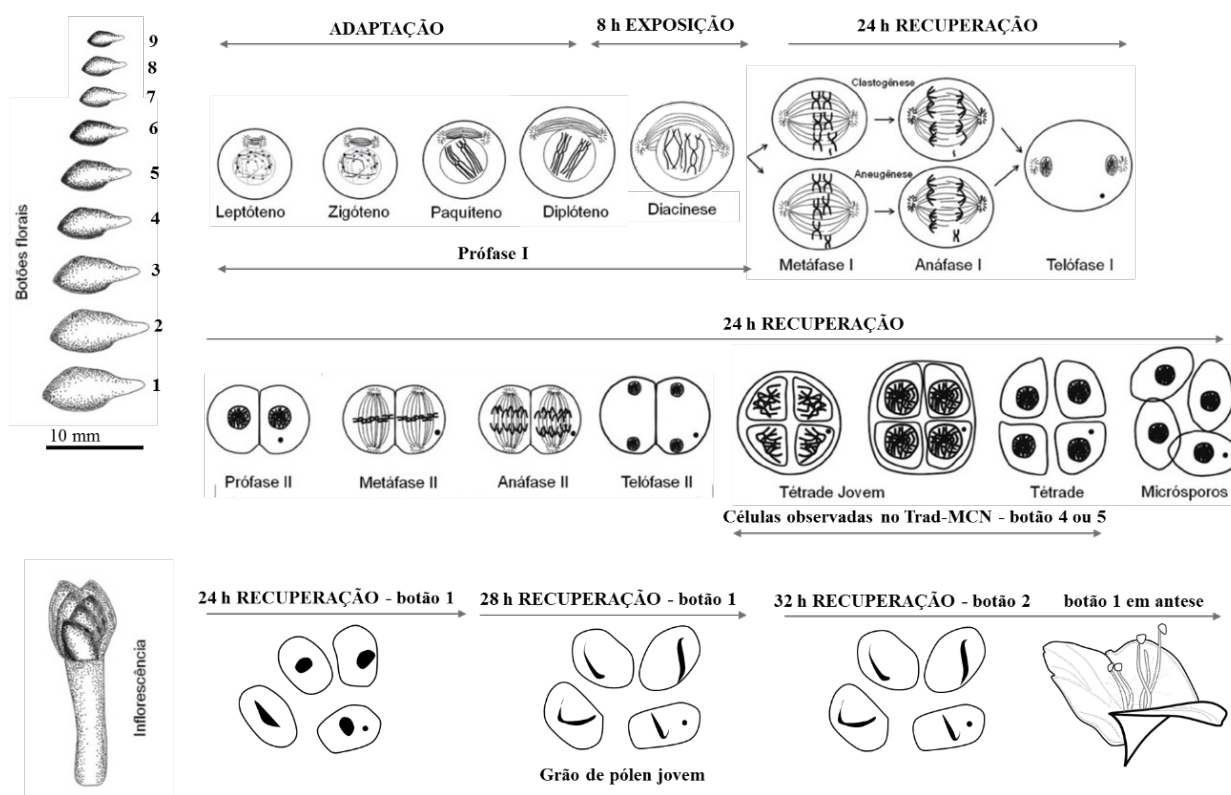 9
8
7
6
5
4
3
2
1
Botões florais
10 mm
ADAPTAÇÃO
8 h EXPOSIÇÃO
24 h RECUPERAÇÃO
Clastogênese
Aneugênese
Leptóteno
Zigóteno
Paquiteno
Diplóteno
Diacinese
Prófase I
Metáfase I
Anáfase I
Telófase I
24 h RECUPERAÇÃO
Prófase II
Metáfase II
Anáfase II
Telófase II
Tétrade Jovem
Tétrade
Micrósporos
Células observadas no Trad-MCN - botão 4 ou 5
Inflorescência
24 h RECUPERAÇÃO - botão 1
28 h RECUPERAÇÃO - botão 1
32 h RECUPERAÇÃO - botão 2
botão 1 em antese
Grão de pólen jovem